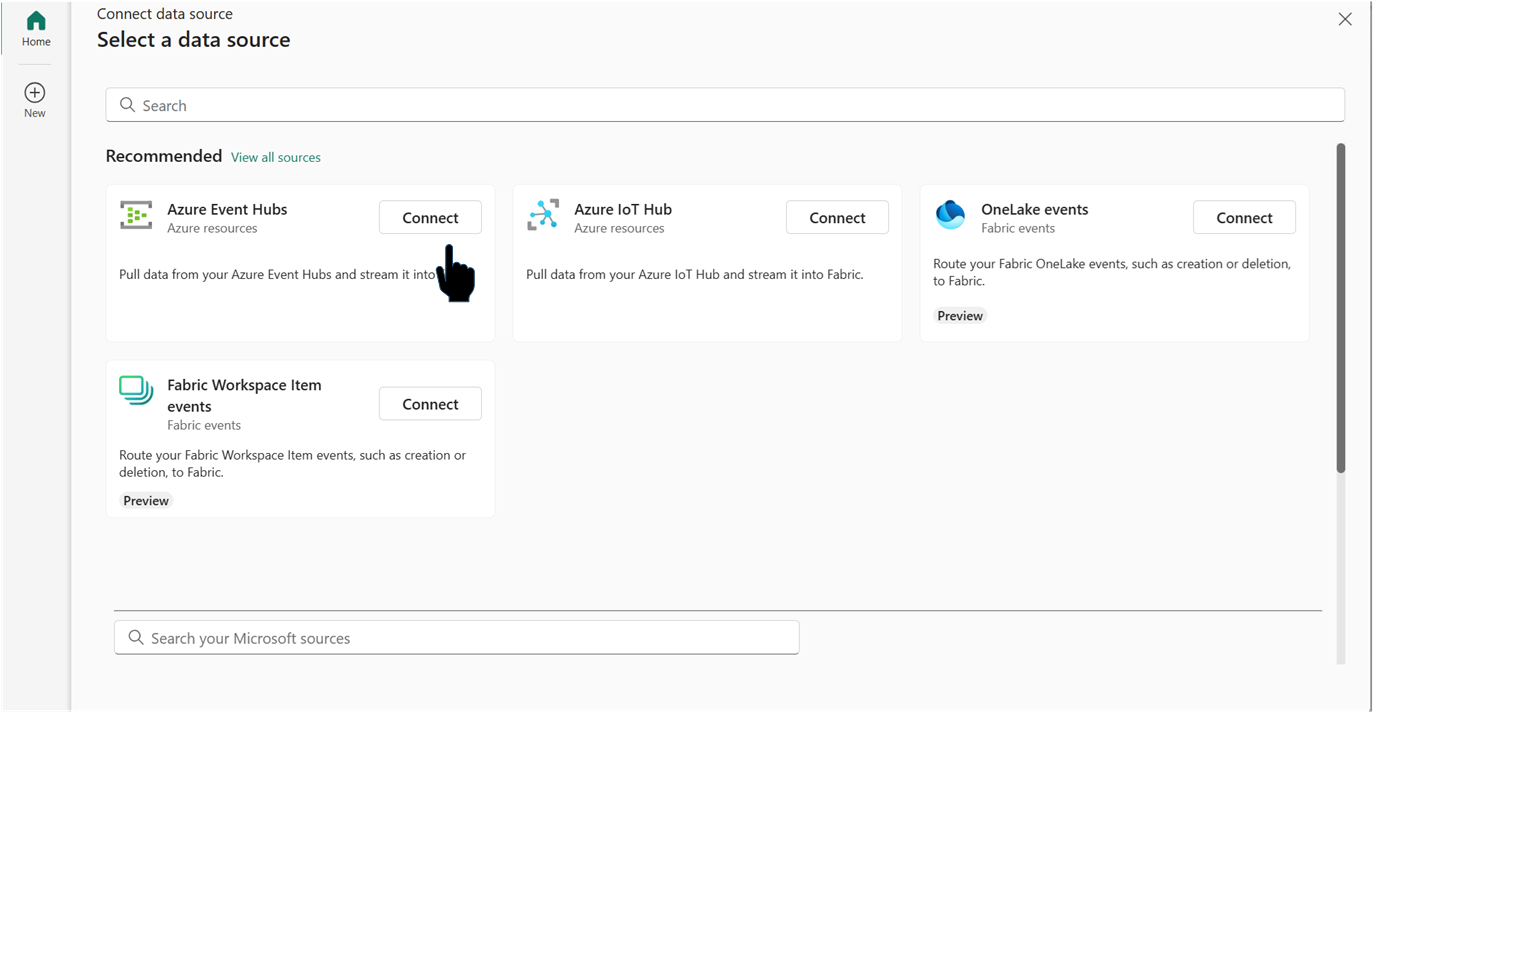 Connect data source
Select a data source
Home
New
Search
Recommended View all sources
Azure Event Hubs
Azure resources
Connect
Pull data from your Azure Event Hubs and stream it into
Azure IoT Hub
Azure resources
Connect
Pull data from your Azure IoT Hub and stream it into Fabric.
OneLake events
Fabric events
Connect
Route your Fabric OneLake events, such as creation or deletion,
to Fabric.
Preview
Fabric Workspace Item
events
Fabric events
Connect
Route your Fabric Workspace Item events, such as creation or
deletion, to Fabric.
Preview
Search your Microsoft sources